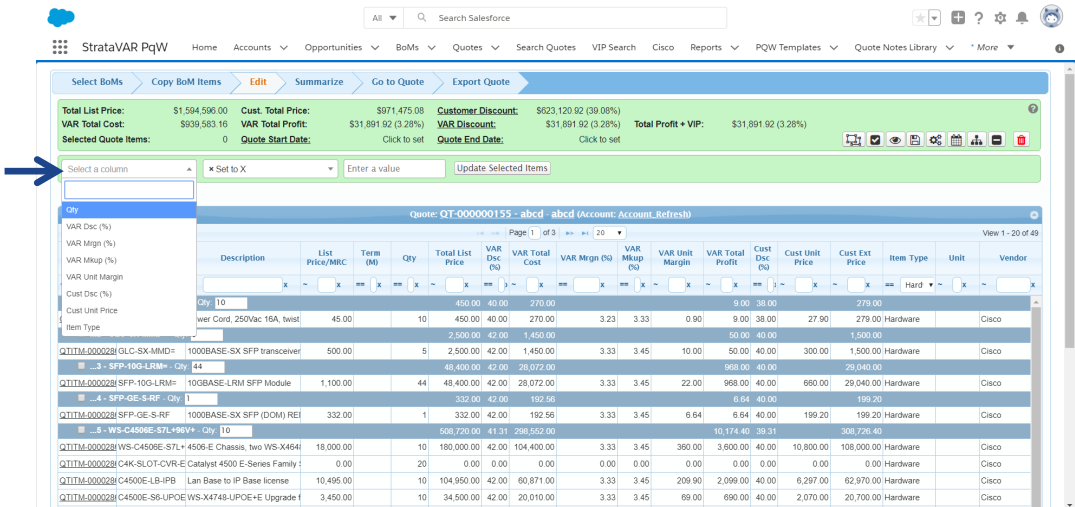 All
Search Salesforce
StrataVAR PqW
Home Accounts Opportunities BoMs Quotes Search Quotes VIP Search Cisco Reports PQW Templates Quote Notes Library * More
Select BoMs Copy BoM Items Edit Summarize Go to Quote Export Quote
Total List Price: $1,594,596.00 Cust. Total Price: $971,475.08 Customer Discount: $623,120.92 (39.08%)
VAR Total Cost: $939,583.16 VAR Total Profit: $31,891.92 (3.28%) VAR Discount: $31,891.92 (3.28%) Total Profit + VIP: $31,891.92 (3.28%)
Selected Quote Items: 0 Quote Start Date: Click to set Quote End Date: Click to set
Select a column × Set to X Enter a value Update Selected Items
Qty
VAR Dsc (%)
VAR Mrgn (%)
VAR Mkup (%)
VAR Unit Margin
Cust Dsc (%)
Cust Unit Price
Item Type
Quote: QT-000000155 - abcd - abcd (Account: Account_Refresh)
Page 1 of 3 20 View 1 - 20 of 49
Description List Price/MRC Term (M) Qty Total List Price VAR Dsc (%) VAR Total Cost VAR Mrgn (%) VAR Mkup (%) VAR Unit Margin VAR Total Profit Cust Dsc (%) Cust Unit Price Cust Ext Price Item Type Unit Vendor
x ~ x == x == x ~ x == ~ x == x == x ~ x ~ x == ~ x ~ x == Hard ~ x ~ x
Qty: 10 450.00 40.00 270.00 9.00 38.00 279.00
wer Cord, 250Vac 16A, twist 45.00 10 450.00 40.00 270.00 3.23 3.33 0.90 9.00 38.00 27.90 279.00 Hardware Cisco
2,500.00 42.00 1,450.00 50.00 40.00 1,500.00
QTITM-000028 GLC-SX-MMD= 1000BASE-SX SFP transceiver 500.00 5 2,500.00 42.00 1,450.00 3.33 3.45 10.00 50.00 40.00 300.00 1,500.00 Hardware Cisco
...3 - SFP-10G-LRM= - Qty: 44 48,400.00 42.00 28,072.00 968.00 40.00 29,040.00
QTITM-000028 SFP-10G-LRM= 10GBASE-LRM SFP Module 1,100.00 44 48,400.00 42.00 28,072.00 3.33 3.45 22.00 968.00 40.00 660.00 29,040.00 Hardware Cisco
...4 - SFP-GE-S-RF - Qty: 1 332.00 42.00 192.56 6.64 40.00 199.20
QTITM-000028 SFP-GE-S-RF 1000BASE-SX SFP (DOM) REI 332.00 1 332.00 42.00 192.56 3.33 3.45 6.64 6.64 40.00 199.20 199.20 Hardware Cisco
...5 - WS-C4506E-S7L+96V+ - Qty: 10 508,720.00 41.31 298,552.00 10,174.40 39.31 308,726.40
QTITM-000028 WS-C4506E-S7L+ 4506-E Chassis, two WS-X464 18,000.00 10 180,000.00 42.00 104,400.00 3.33 3.45 360.00 3,600.00 40.00 10,800.00 108,000.00 Hardware Cisco
QTITM-000028 C4K-SLOT-CVR-E Catalyst 4500 E-Series Family 0.00 20 0.00 0.00 0.00 0.00 0.00 0.00 0.00 0.00 0.00 0.00 Hardware Cisco
QTITM-000028 C4500E-LB-IPB Lan Base to IP Base license 10,495.00 10 104,950.00 42.00 60,871.00 3.33 3.45 209.90 2,099.00 40.00 6,297.00 62,970.00 Hardware Cisco
QTITM-000028 C4500E-S6-UPOE WS-X4748-UPOE+E Upgrade f 3,450.00 10 34,500.00 42.00 20,010.00 3.33 3.45 69.00 690.00 40.00 2,070.00 20,700.00 Hardware Cisco